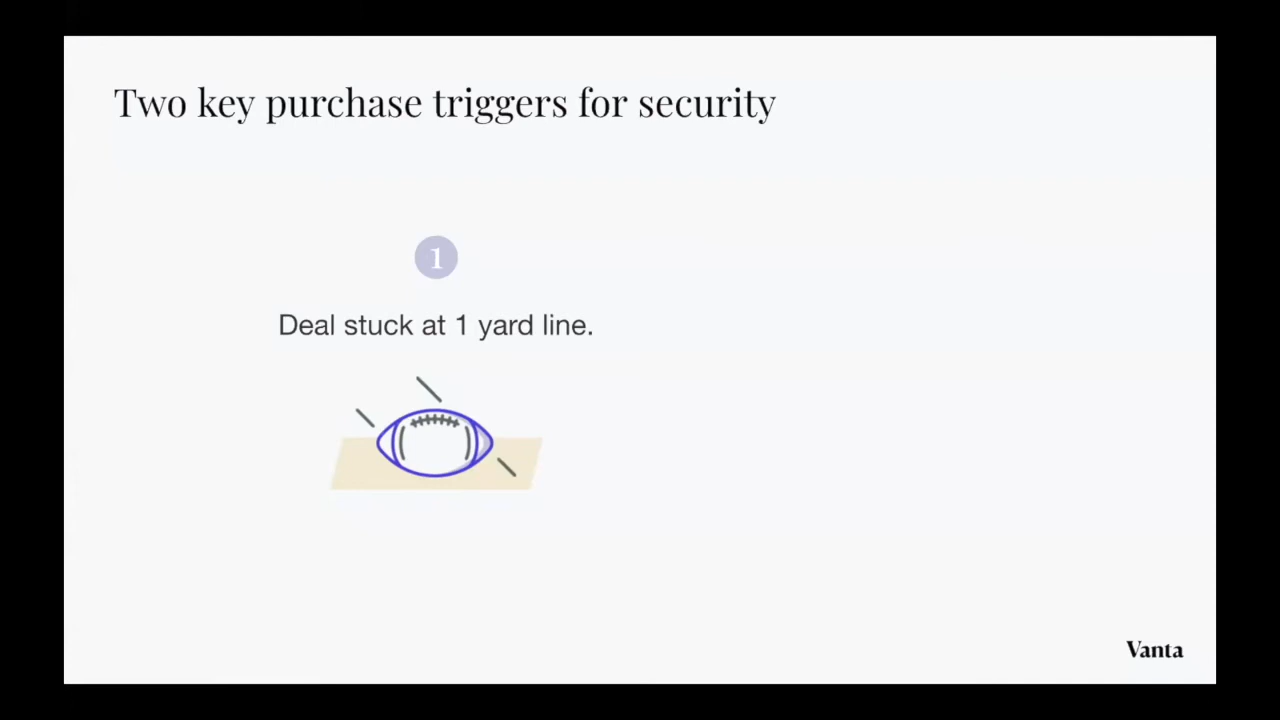 Two key purchase triggers for security
1
Deal stuck at 1 yard line.
Vanta